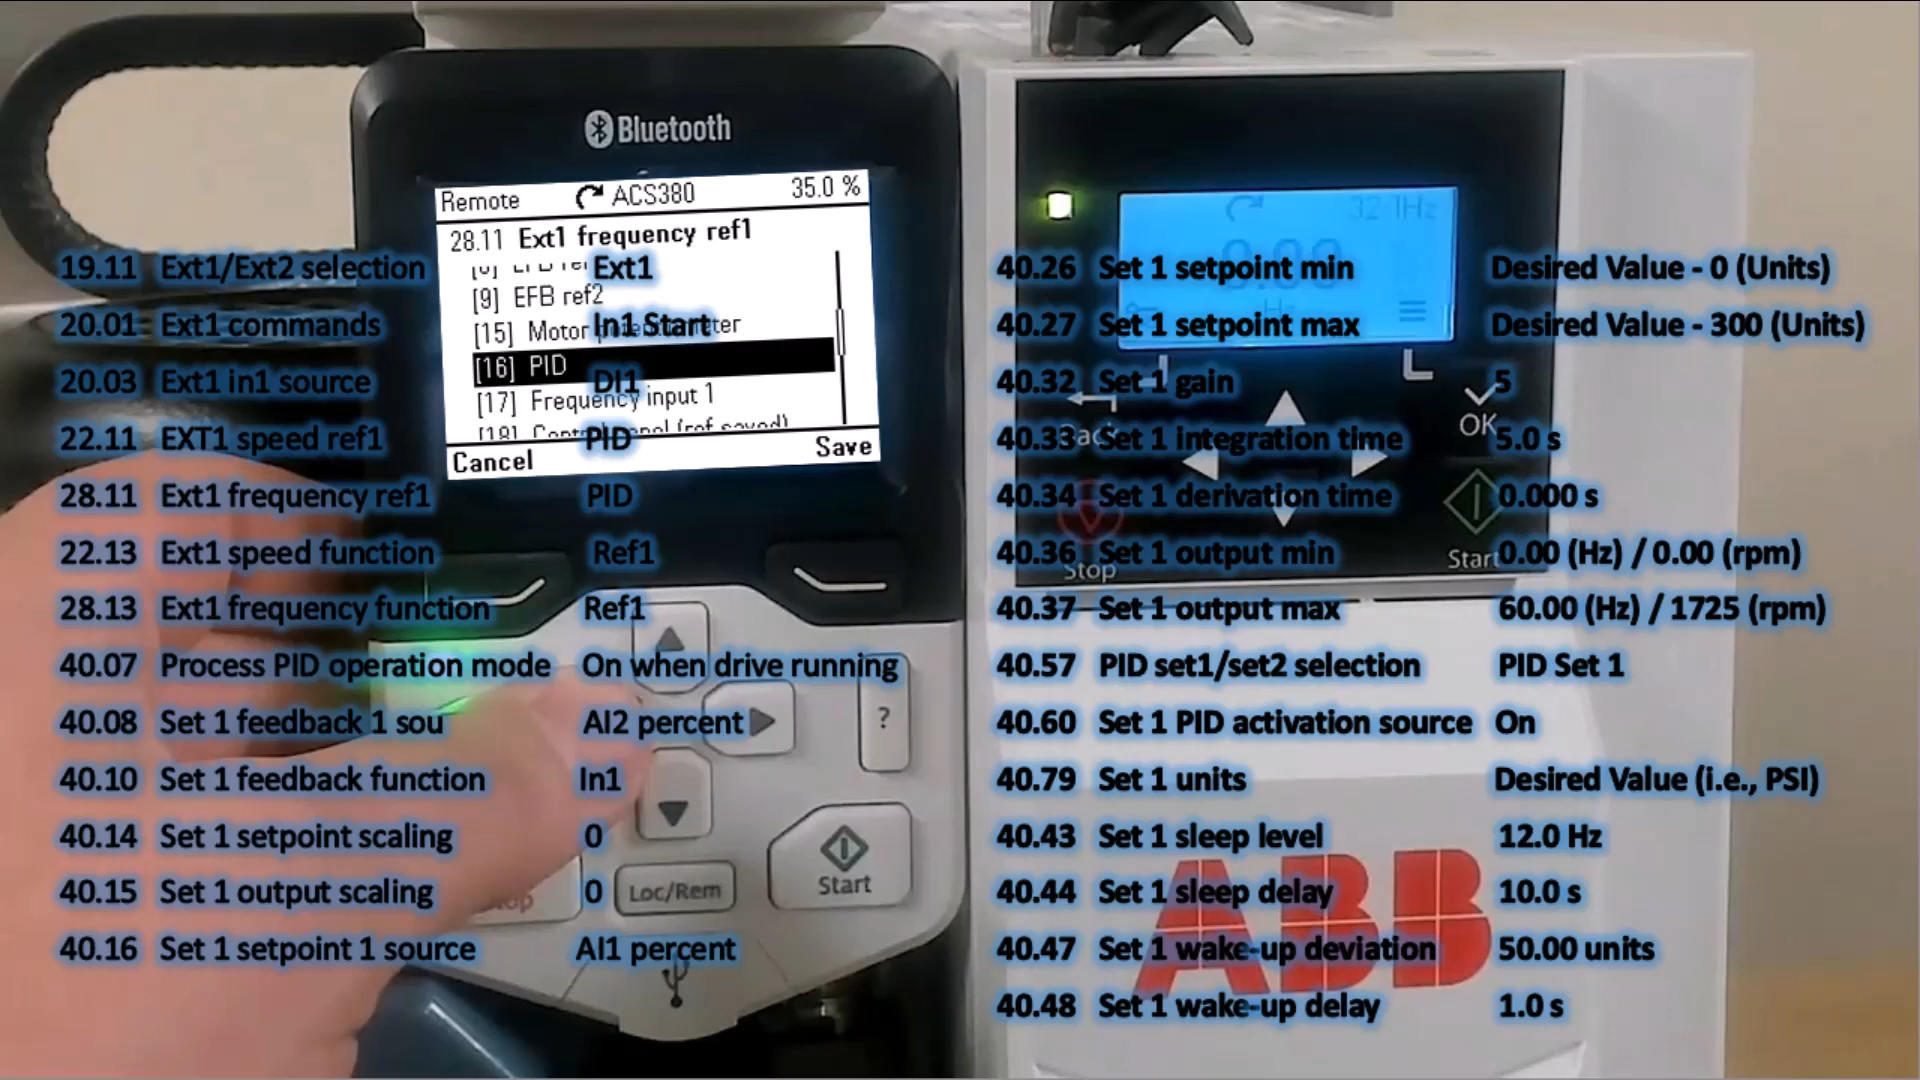 Bluetooth
Remote ACS380 35.0 %
28.11 Ext1 frequency ref1
[9] EFB ref2
[15] Motor
[16] PID
[17] Frequency input 1
Cancel Save
19.11 Ext1/Ext2 selection Ext1
20.01 Ext1 commands In1 Start
20.03 Ext1 in1 source DI1
22.11 EXT1 speed ref1 PID
28.11 Ext1 frequency ref1 PID
22.13 Ext1 speed function Ref1
28.13 Ext1 frequency function Ref1
40.07 Process PID operation mode On when drive running
40.08 Set 1 feedback 1 sou AI2 percent
40.10 Set 1 feedback function In1
40.14 Set 1 setpoint scaling 0
40.15 Set 1 output scaling 0
40.16 Set 1 setpoint 1 source AI1 percent
?
Loc/Rem
Start
32.1Hz
0.00
Hz
40.26 Set 1 setpoint min Desired Value - 0 (Units)
40.27 Set 1 setpoint max Desired Value - 300 (Units)
40.32 Set 1 gain 5
40.33 Set 1 integration time 5.0 s
40.34 Set 1 derivation time 0.000 s
40.36 Set 1 output min 0.00 (Hz) / 0.00 (rpm)
40.37 Set 1 output max 60.00 (Hz) / 1725 (rpm)
40.57 PID set1/set2 selection PID Set 1
40.60 Set 1 PID activation source On
40.79 Set 1 units Desired Value (i.e., PSI)
40.43 Set 1 sleep level 12.0 Hz
40.44 Set 1 sleep delay 10.0 s
40.47 Set 1 wake-up deviation 50.00 units
40.48 Set 1 wake-up delay 1.0 s
Back
OK
Stop
Start
ABB